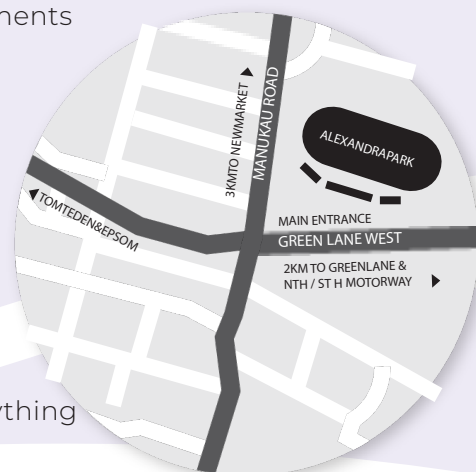 nents
3KMTO NEWMARKET
MANUKAU ROAD
ALEXANDRAPARK
TOMTEDEN&EPSOM
MAIN ENTRANCE
GREEN LANE WEST
2KM TO GREENLANE &
NTH / ST H MOTORWAY
ything